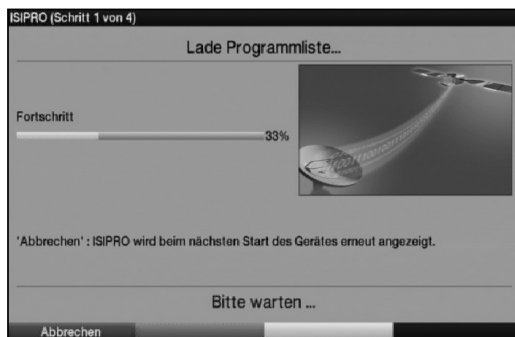 ISIPRO (Schritt 1 von 4)
Lade Programmliste...
Fortschritt
33%
'Abbrechen' : ISIPRO wird beim nächsten Start des Gerätes erneut angezeigt.
Bitte warten ...
Abbrechen